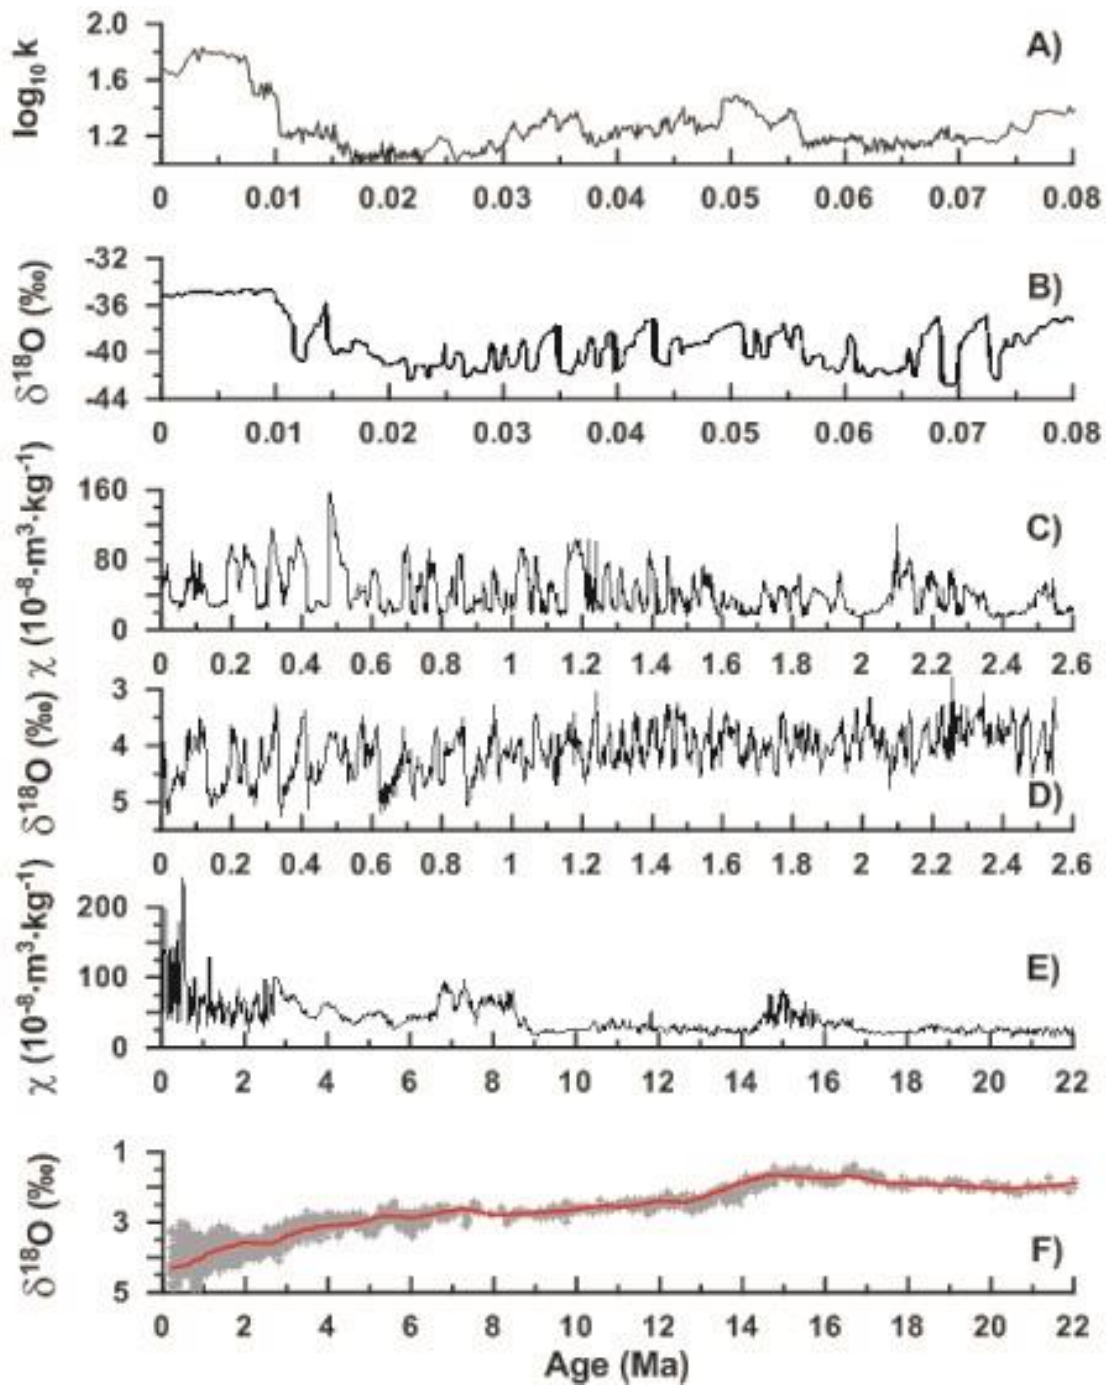 log₁₀ k
2.0
1.6
1.2
A)
0 0.01 0.02 0.03 0.04 0.05 0.06 0.07 0.08
δ¹⁸O (‰)
-32
-36
-40
-44
B)
0 0.01 0.02 0.03 0.04 0.05 0.06 0.07 0.08
χ (10⁻⁸·m³·kg⁻¹)
160
80
0
C)
0 0.2 0.4 0.6 0.8 1 1.2 1.4 1.6 1.8 2 2.2 2.4 2.6
δ¹⁸O (‰)
3
4
5
D)
0 0.2 0.4 0.6 0.8 1 1.2 1.4 1.6 1.8 2 2.2 2.4 2.6
χ (10⁻⁸·m³·kg⁻¹)
200
100
0
E)
0 2 4 6 8 10 12 14 16 18 20 22
δ¹⁸O (‰)
1
3
5
F)
0 2 4 6 8 10 12 14 16 18 20 22
Age (Ma)